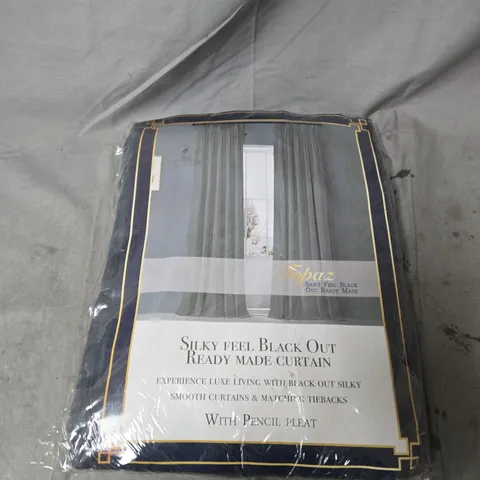 Topaz
Silky Feel Black
Out Ready Made
Silky feel Black Out
Ready made curtain
experience luxe living with black out silky
smooth curtains & matching tiebacks
With Pencil pleat